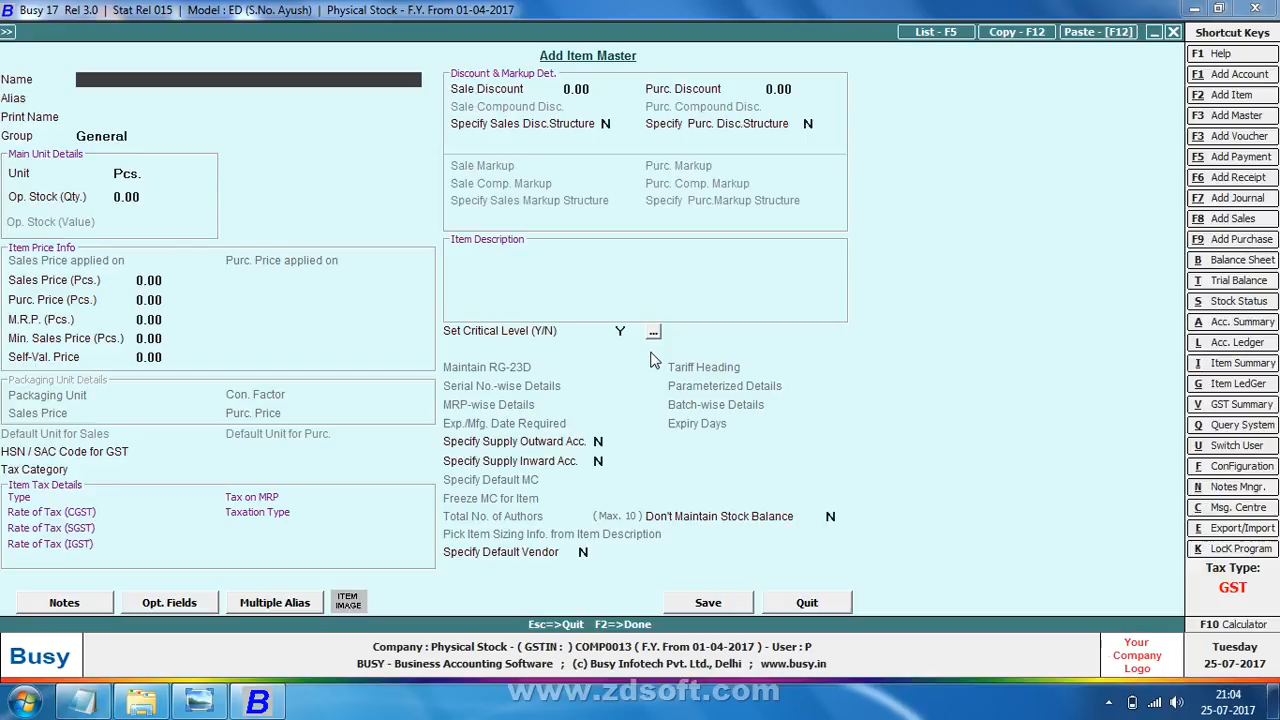 Busy 17 Rel 3.0 | Stat Rel 015 | Model : ED (S.No. Ayush) | Physical Stock - F.Y. From 01-04-2017
>> List - F5 Copy - F12 Paste - [F12]
Add Item Master
Name
Alias
Print Name
Group General
Main Unit Details
Unit Pcs.
Op. Stock (Qty.) 0.00
Op. Stock (Value)
Item Price Info
Sales Price applied on Purc. Price applied on
Sales Price (Pcs.) 0.00
Purc. Price (Pcs.) 0.00
M.R.P. (Pcs.) 0.00
Min. Sales Price (Pcs.) 0.00
Self-Val. Price 0.00
Packaging Unit Details
Packaging Unit Con. Factor
Sales Price Purc. Price
Default Unit for Sales Default Unit for Purc.
HSN / SAC Code for GST
Tax Category
Item Tax Details
Type Tax on MRP
Rate of Tax (CGST) Taxation Type
Rate of Tax (SGST)
Rate of Tax (IGST)
Notes Opt. Fields Multiple Alias ITEM IMAGE
Discount & Markup Det.
Sale Discount 0.00 Purc. Discount 0.00
Sale Compound Disc. Purc. Compound Disc.
Specify Sales Disc.Structure N Specify Purc. Disc.Structure N
Sale Markup Purc. Markup
Sale Comp. Markup Purc. Comp. Markup
Specify Sales Markup Structure Specify Purc.Markup Structure
Item Description
Set Critical Level (Y/N) Y ...
Maintain RG-23D Tariff Heading
Serial No.-wise Details Parameterized Details
MRP-wise Details Batch-wise Details
Exp./Mfg. Date Required Expiry Days
Specify Supply Outward Acc. N
Specify Supply Inward Acc. N
Specify Default MC
Freeze MC for Item
Total No. of Authors (Max. 10) Don't Maintain Stock Balance N
Pick Item Sizing Info. from Item Description
Specify Default Vendor N
Save Quit
Shortcut Keys
F1 Help
F1 Add Account
F2 Add Item
F3 Add Master
F3 Add Voucher
F5 Add Payment
F6 Add Receipt
F7 Add Journal
F8 Add Sales
F9 Add Purchase
B Balance Sheet
T Trial Balance
S Stock Status
A Acc. Summary
L Acc. Ledger
I Item Summary
G Item LedGer
V GST Summary
Q Query System
U Switch User
F ConFiguration
N Notes Mngr.
C Msg. Centre
E Export/Import
K LocK Program
Tax Type:
GST
F10 Calculator
Esc=>Quit F2=>Done
Busy
Company : Physical Stock - ( GSTIN : ) COMP0013 ( F.Y. From 01-04-2017 ) - User : P
BUSY - Business Accounting Software ; (c) Busy Infotech Pvt. Ltd., Delhi ; www.busy.in
Your
Company
Logo
Tuesday
25-07-2017
www.zdsoft.com
B
21:04
25-07-2017